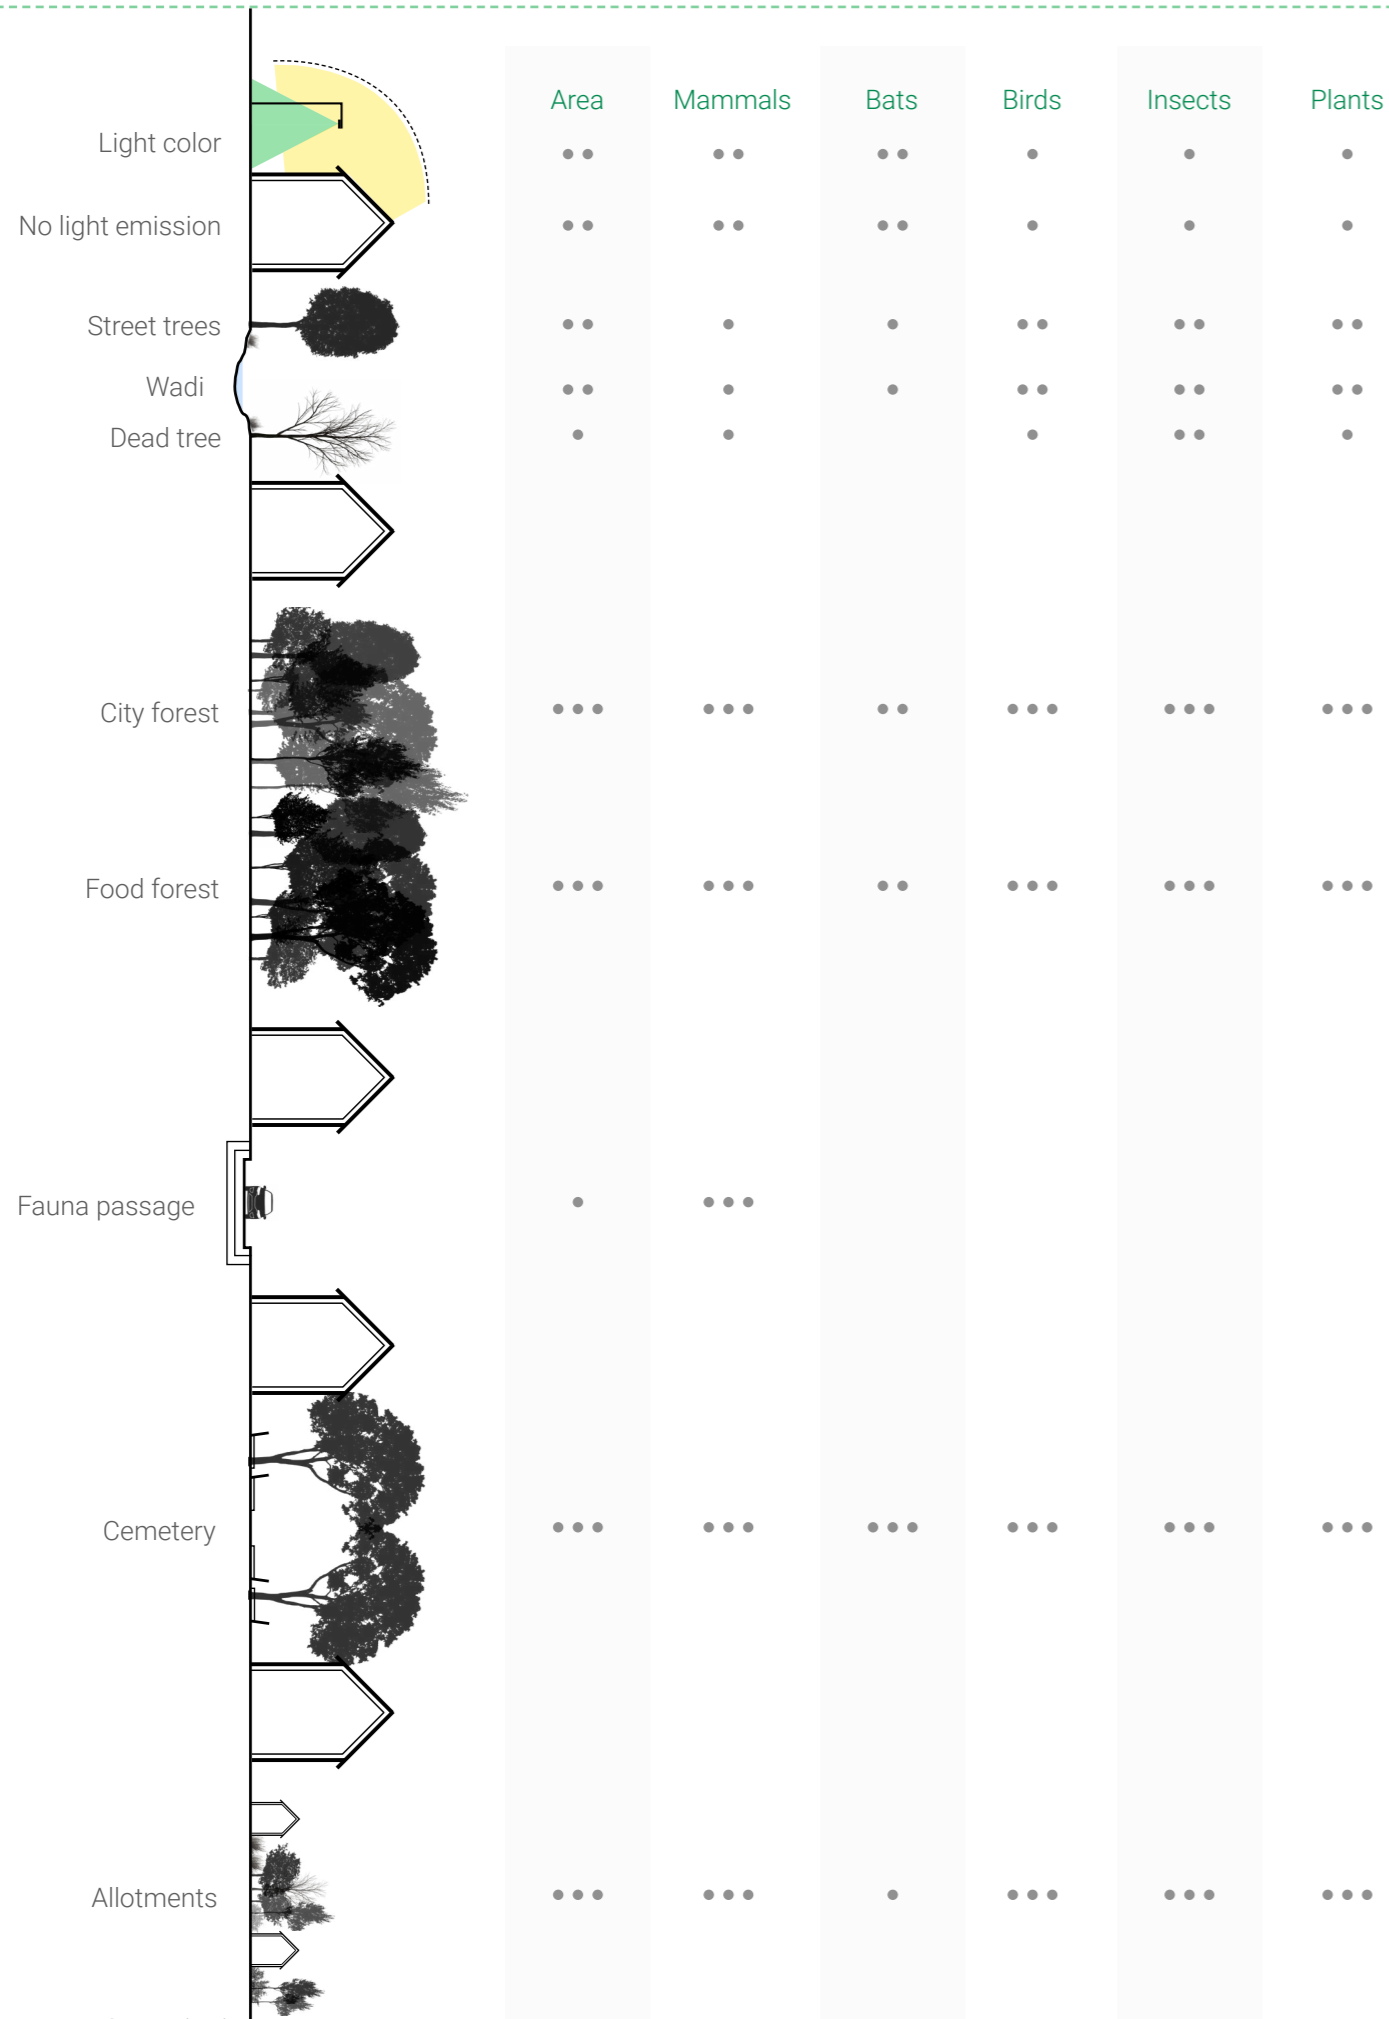 Area Mammals Bats Birds Insects Plants
Light color
No light emission
Street trees
Wadi
Dead tree
City forest
Food forest
Fauna passage
Cemetery
Allotments